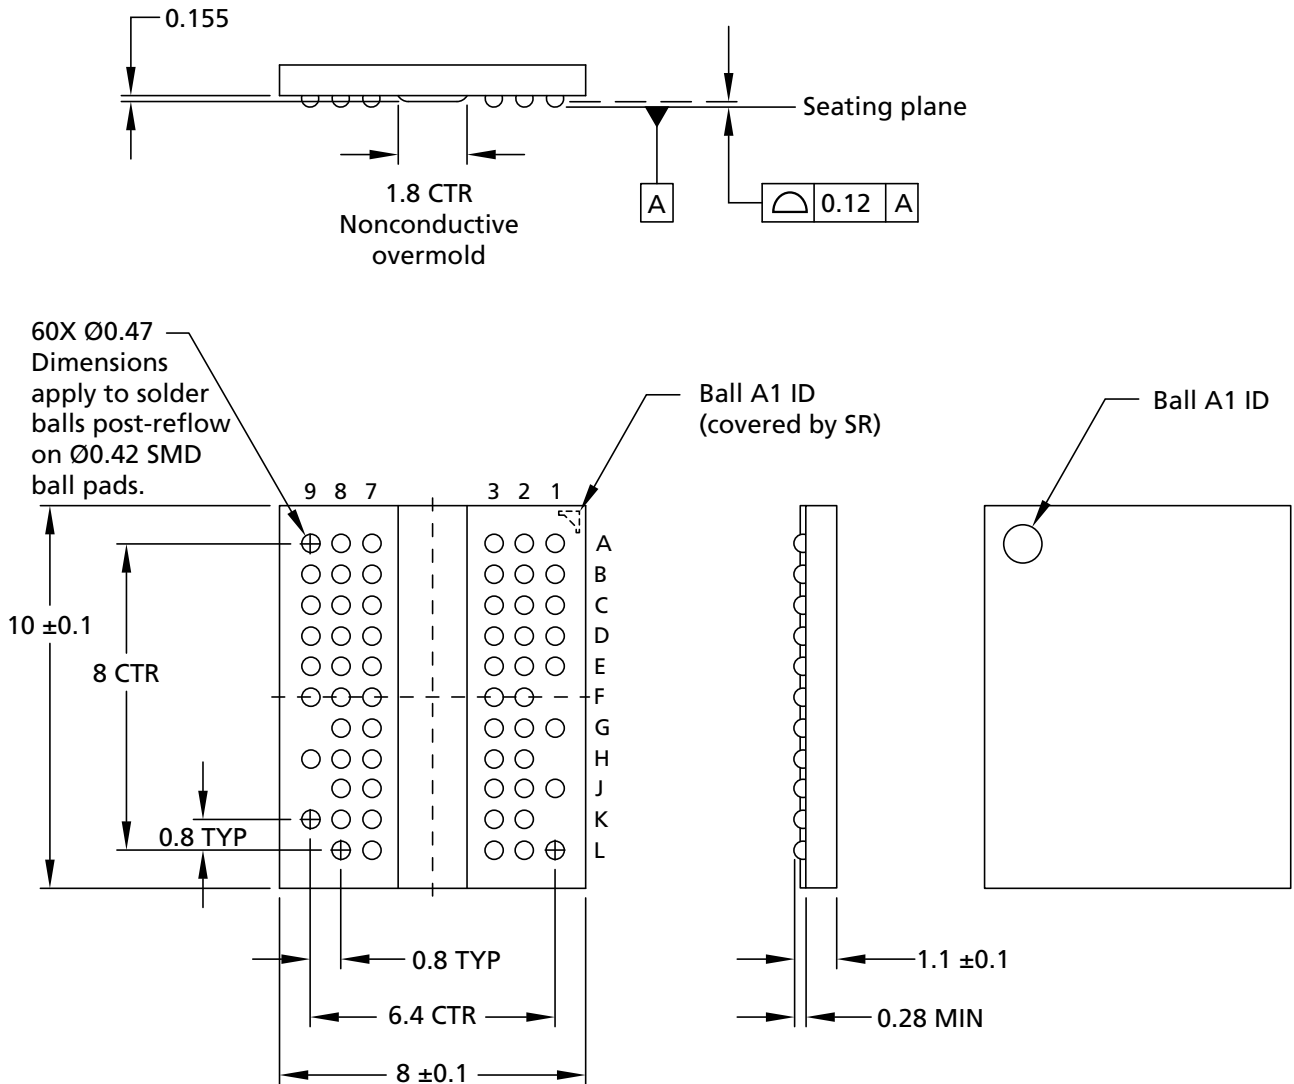 0.155
Seating plane
1.8 CTR
Nonconductive
overmold
A
0.12 A
60X Ø0.47
Dimensions
apply to solder
balls post-reflow
on Ø0.42 SMD
ball pads.
Ball A1 ID
(covered by SR)
Ball A1 ID
9 8 7 3 2 1
A
B
C
D
E
F
G
H
J
K
L
10 ±0.1
8 CTR
0.8 TYP
0.8 TYP
6.4 CTR
8 ±0.1
1.1 ±0.1
0.28 MIN